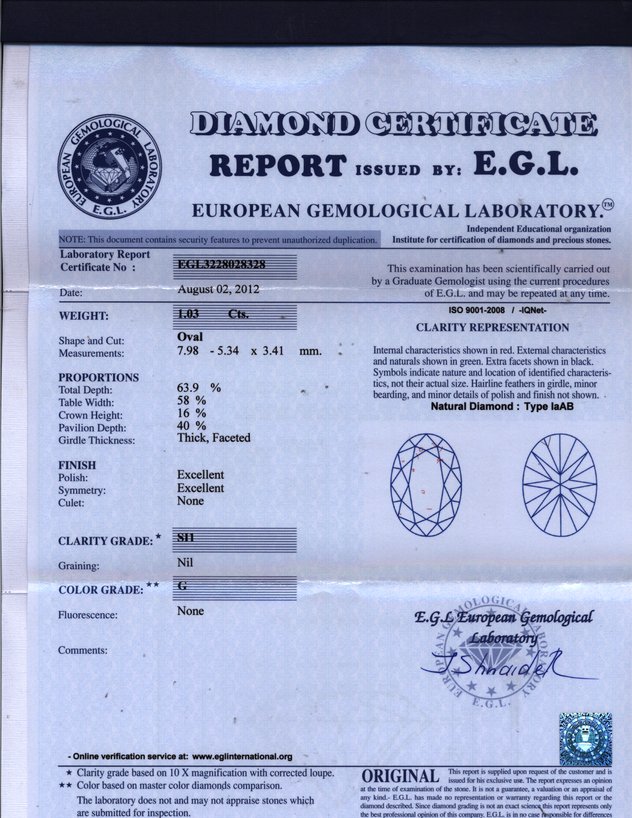 DIAMOND CERTIFICATE
REPORT ISSUED BY: E.G.L.
EUROPEAN GEMOLOGICAL LABORATORY.™
EUROPEAN GEMOLOGICAL LABORATORY
E.G.L.
Independent Educational organization
Institute for certification of diamonds and precious stones.
NOTE: This document contains security features to prevent unauthorized duplication.
Laboratory Report
Certificate No : EGL3228028328
Date: August 02, 2012
This examination has been scientifically carried out
by a Graduate Gemologist using the current procedures
of E.G.L. and may be repeated at any time.
WEIGHT: 1.03 Cts.
Shape and Cut: Oval
Measurements: 7.98 - 5.34 x 3.41 mm.
PROPORTIONS
Total Depth: 63.9 %
Table Width: 58 %
Crown Height: 16 %
Pavilion Depth: 40 %
Girdle Thickness: Thick, Faceted
FINISH
Polish: Excellent
Symmetry: Excellent
Culet: None
CLARITY GRADE: * SI1
Graining: Nil
COLOR GRADE: ** G
Fluorescence: None
Comments:
ISO 9001-2008 / -IQNet-
CLARITY REPRESENTATION
Internal characteristics shown in red. External characteristics
and naturals shown in green. Extra facets shown in black.
Symbols indicate nature and location of identified characteris-
tics, not their actual size. Hairline feathers in girdle, minor
bearding, and minor details of polish and finish not shown.
Natural Diamond : Type IaAB
E.G.L European Gemological
Laboratory
J Shnaider
E.G.L.
- Online verification service at: www.eglinternational.org
* Clarity grade based on 10 X magnification with corrected loupe.
** Color based on master color diamonds comparison.
The laboratory does not and may not appraise stones which
are submitted for inspection.
ORIGINAL This report is supplied upon request of the customer and is
issued for his exclusive use. The report expresses an opinion
at the time of examination of the stone. It is not a guarantee, a valuation or an appraisal of
any kind.- E.G.L. has made no representation or warranty regarding this report or the
diamond described. Since diamond grading is not an exact science this report represents only
the best professional opinion of this company. E.G.L. is in no case responsible for differences